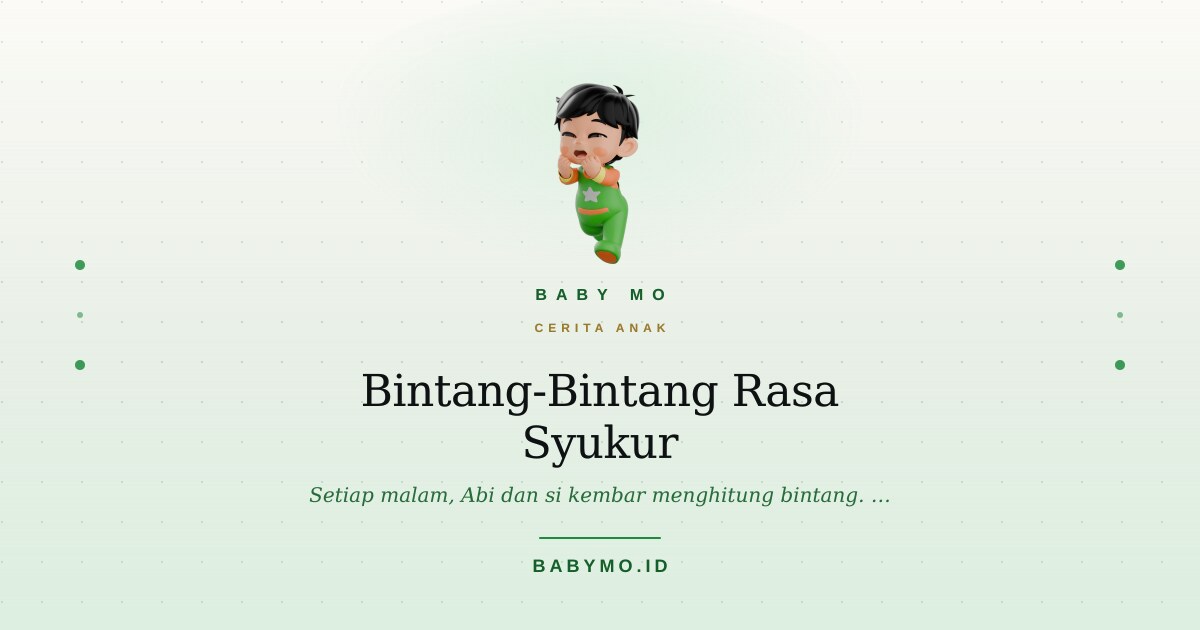 BABY MO
CERITA ANAK
Bintang-Bintang Rasa
Syukur
Setiap malam, Abi dan si kembar menghitung bintang. ...
BABYMO.ID